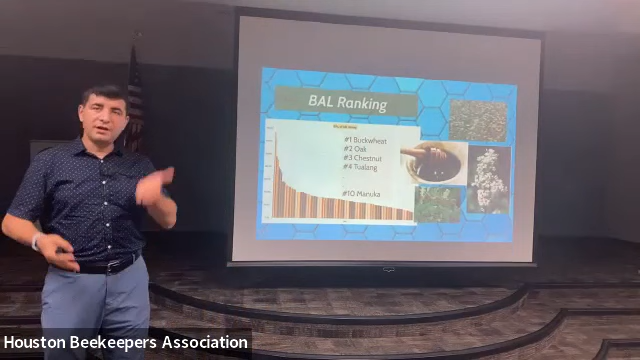 BAL Ranking
#1 Buckwheat
#2 Oak
#3 Chestnut
#4 Tualang
#10 Manuka
Houston Beekeepers Association